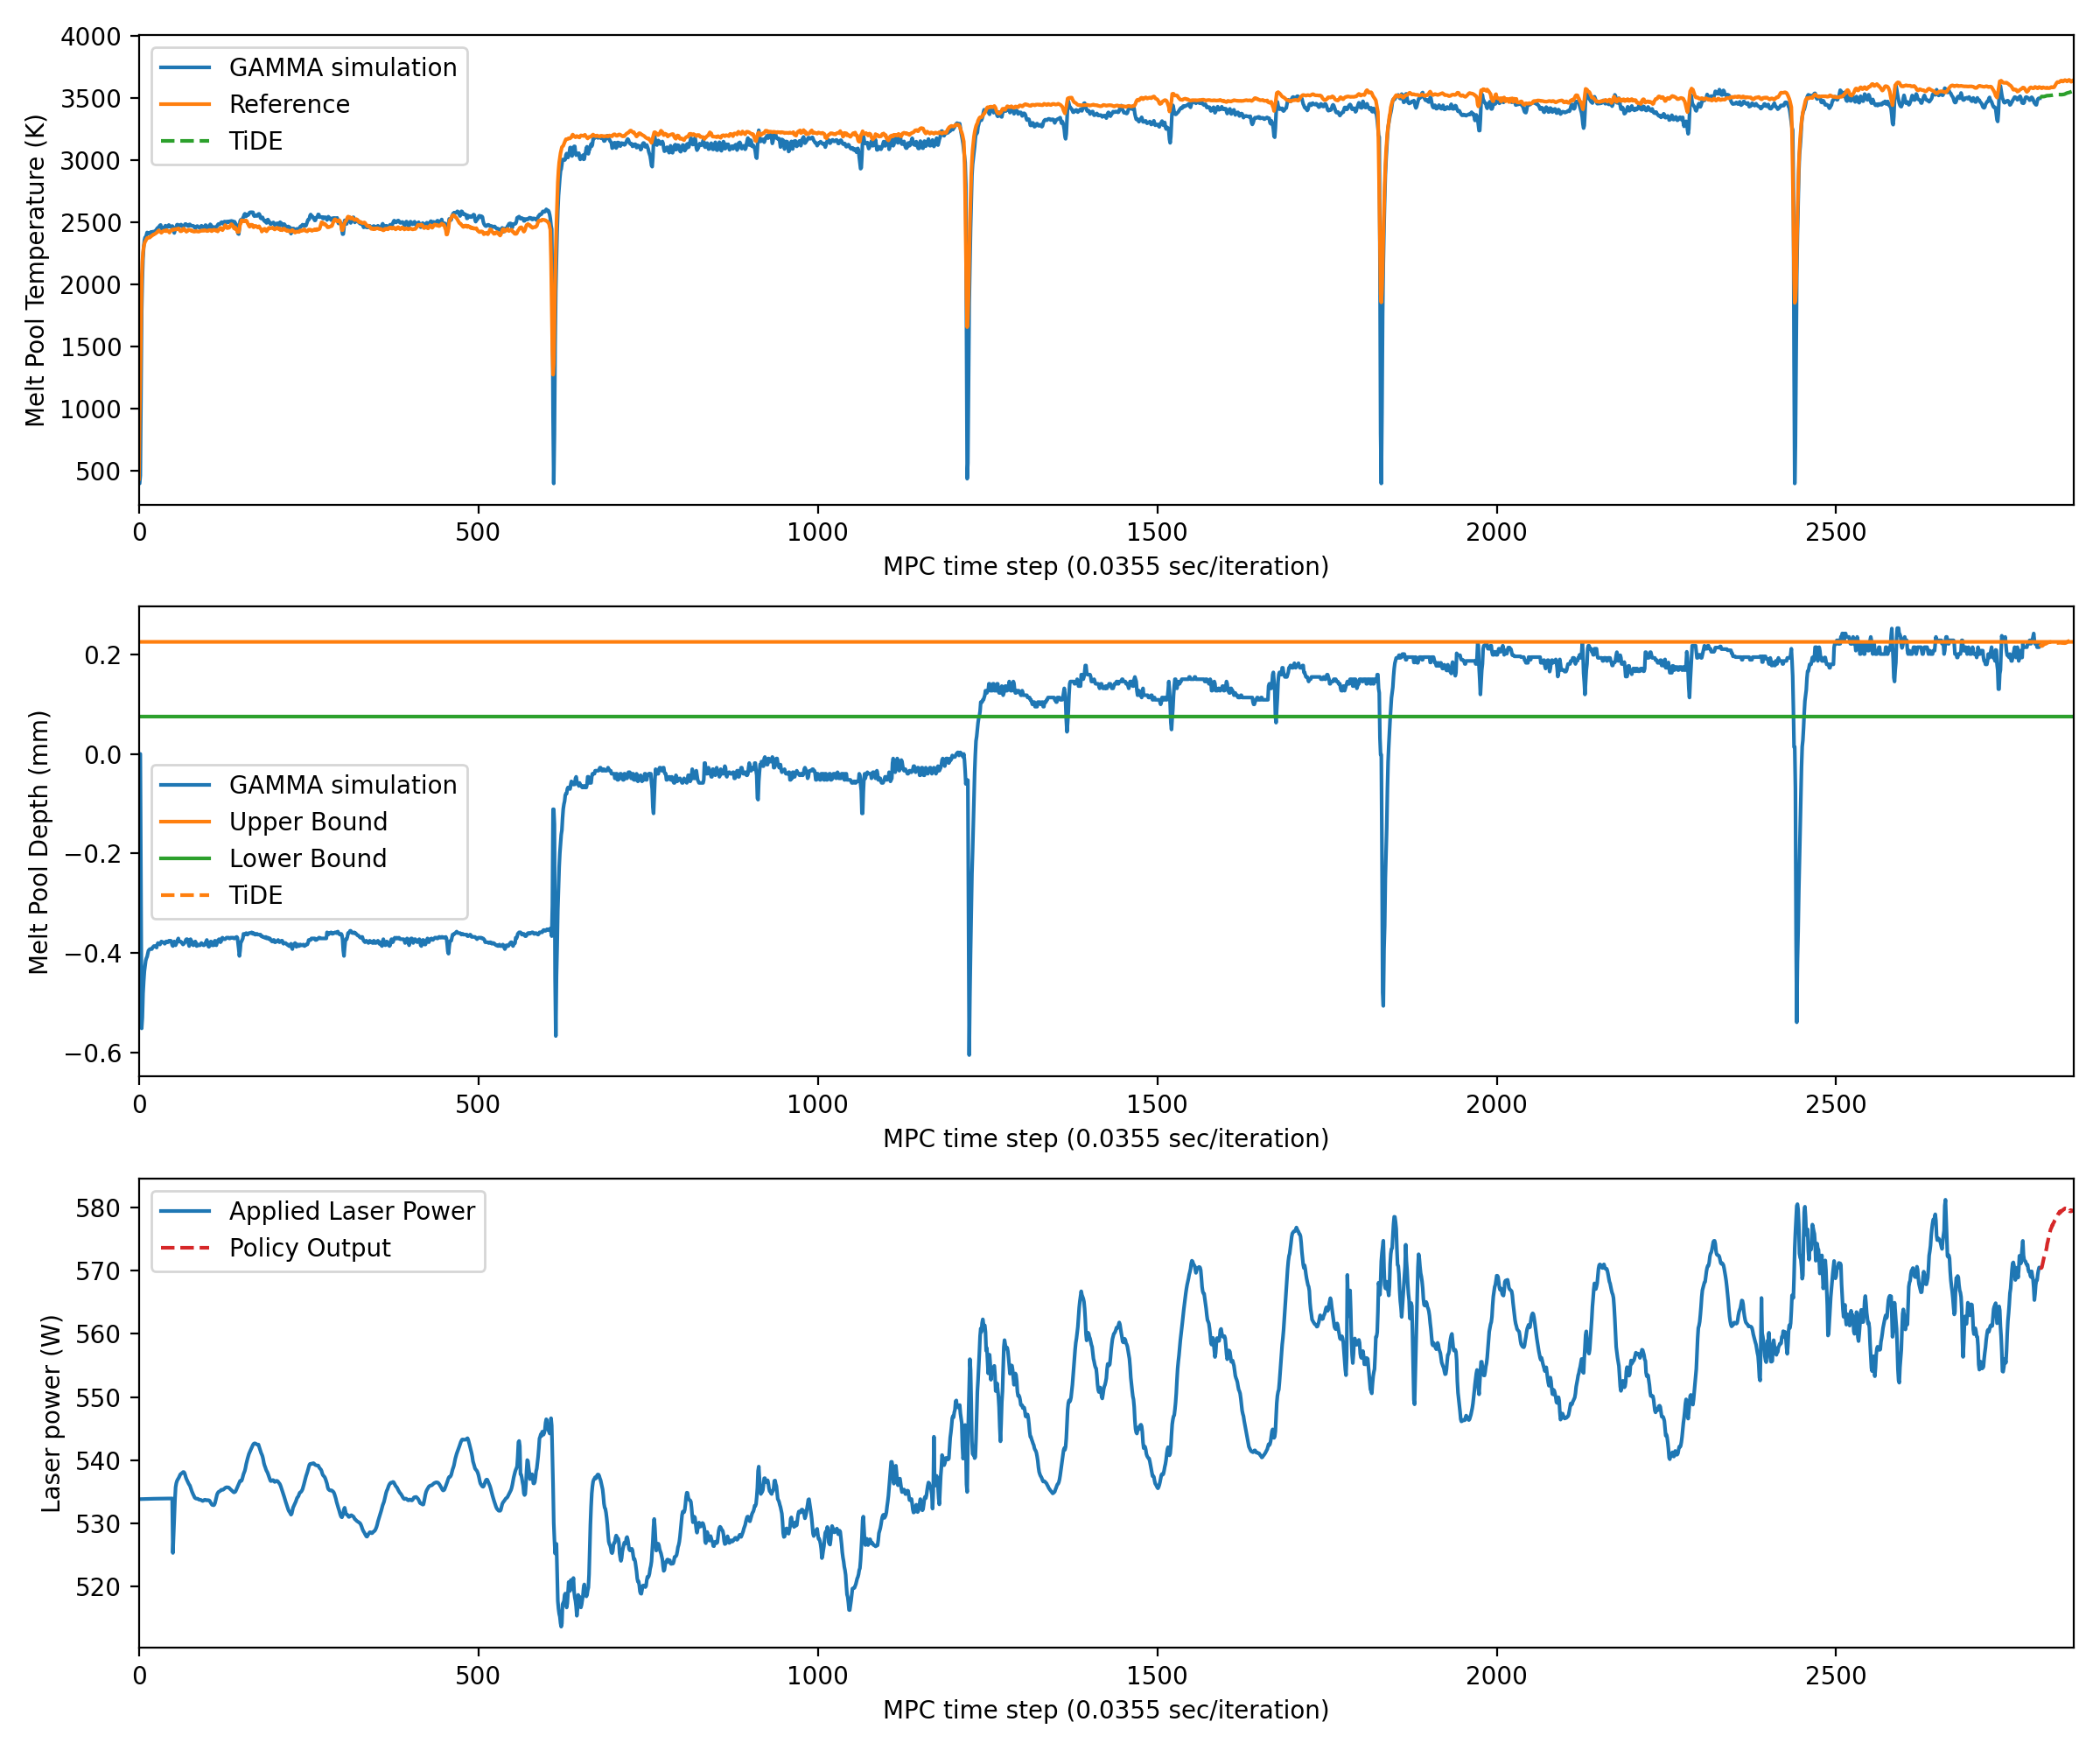 4000
3500
3000
2500
2000
1500
1000
500
Melt Pool Temperature (K)
GAMMA simulation
Reference
TiDE
0 500 1000 1500 2000 2500
MPC time step (0.0355 sec/iteration)
0.2
0.0
−0.2
−0.4
−0.6
Melt Pool Depth (mm)
GAMMA simulation
Upper Bound
Lower Bound
TiDE
0 500 1000 1500 2000 2500
MPC time step (0.0355 sec/iteration)
580
570
560
550
540
530
520
Laser power (W)
Applied Laser Power
Policy Output
0 500 1000 1500 2000 2500
MPC time step (0.0355 sec/iteration)